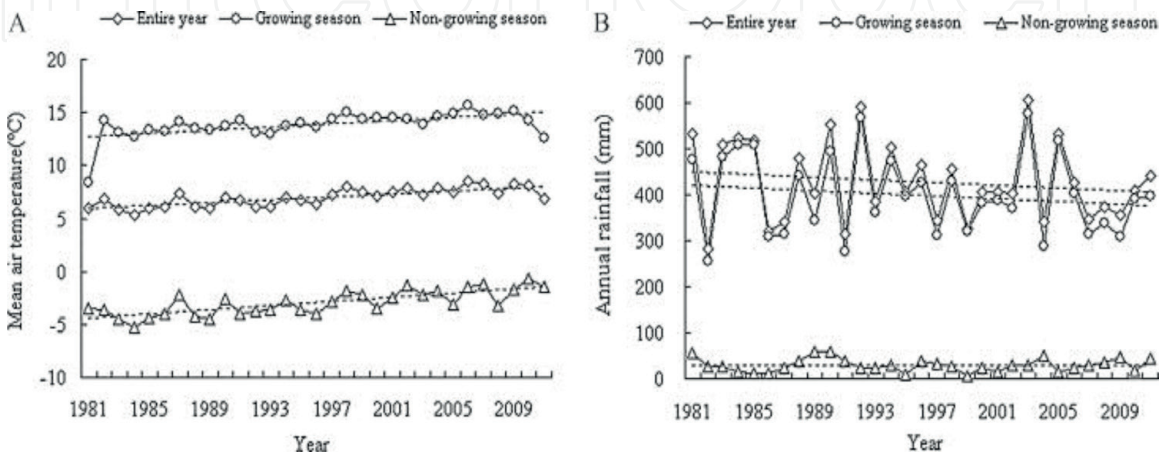 A
Entire year Growing season Non-growing season
Mean air temperature(°C)
20
15
10
5
0
-5
-10
1981 1985 1989 1993 1997 2001 2005 2009
Year
B
Entire year Growing season Non-growing season
Annual rainfall (mm)
700
600
500
400
300
200
100
0
1981 1985 1989 1993 1997 2001 2005 2009
Year